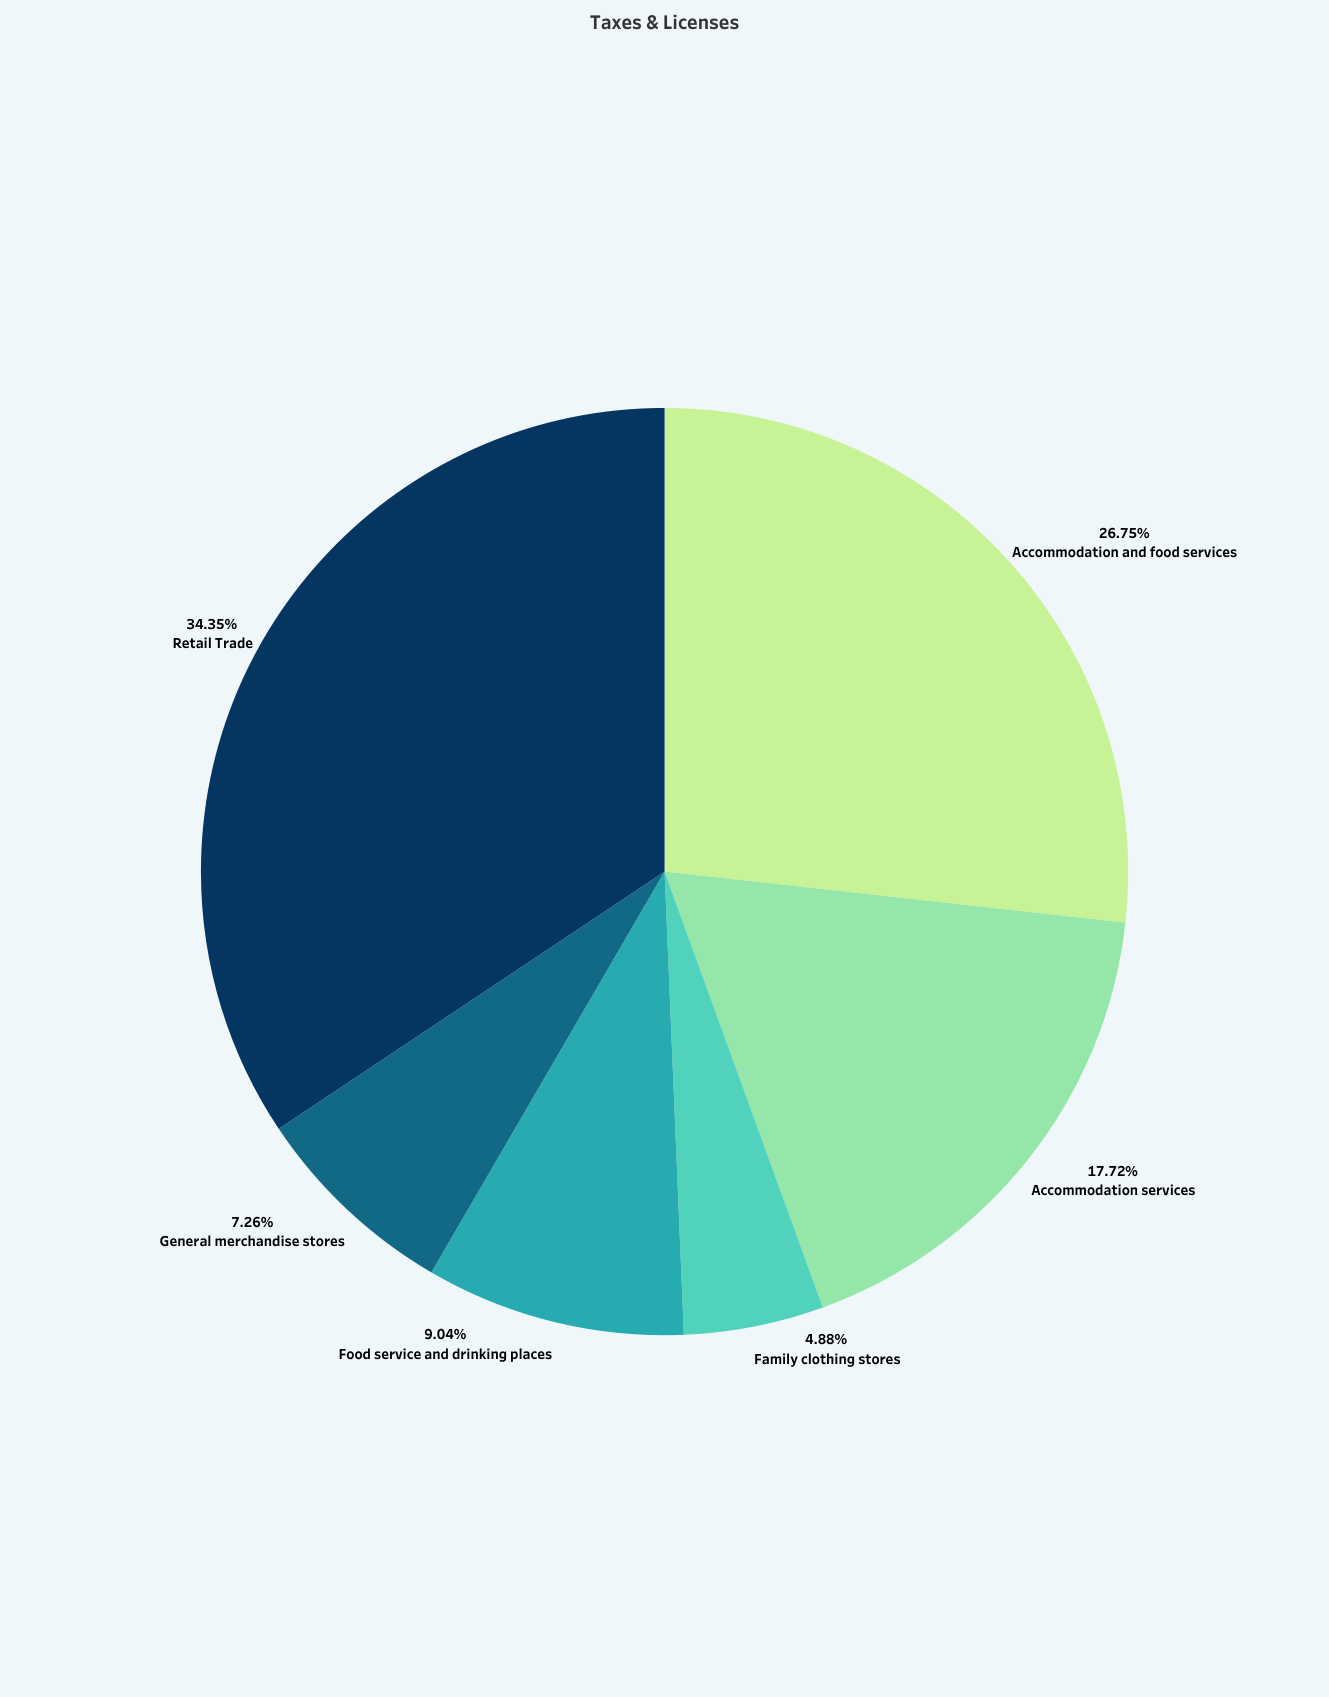 Taxes & Licenses
26.75%
Accommodation and food services
34.35%
Retail Trade
17.72%
Accommodation services
7.26%
General merchandise stores
9.04%
Food service and drinking places
4.88%
Family clothing stores